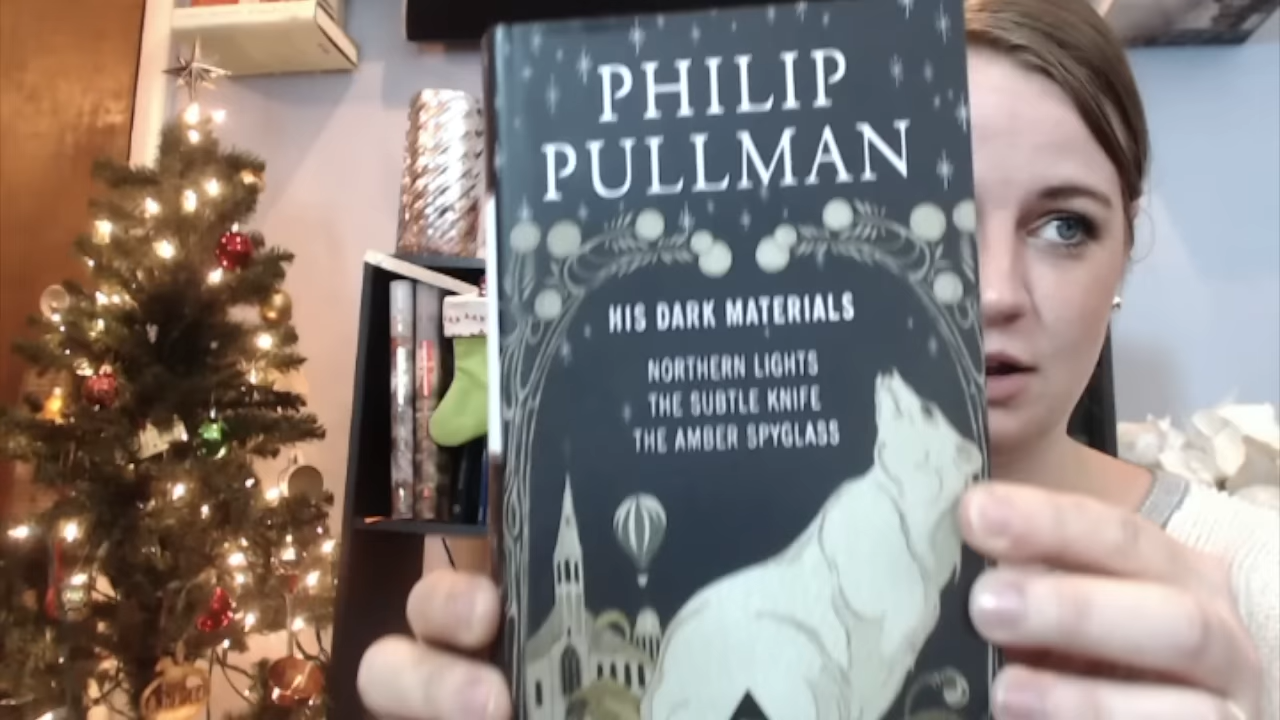 PHILIP
PULLMAN
HIS DARK MATERIALS
NORTHERN LIGHTS
THE SUBTLE KNIFE
THE AMBER SPYGLASS